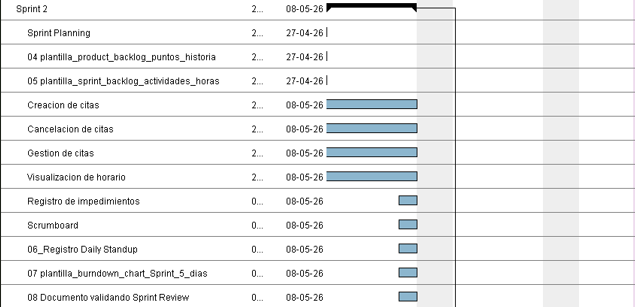 Sprint 2 2... 08-05-26
Sprint Planning 2... 27-04-26
04 plantilla_product_backlog_puntos_historia 2... 27-04-26
05 plantilla_sprint_backlog_actividades_horas 2... 27-04-26
Creacion de citas 2... 08-05-26
Cancelacion de citas 2... 08-05-26
Gestion de citas 2... 08-05-26
Visualizacion de horario 2... 08-05-26
Registro de impedimientos 0... 08-05-26
Scrumboard 0... 08-05-26
06_Registro Daily Standup 0... 08-05-26
07 plantilla_burndown_chart_Sprint_5_dias 0... 08-05-26
08 Documento validando Sprint Review 0... 08-05-26